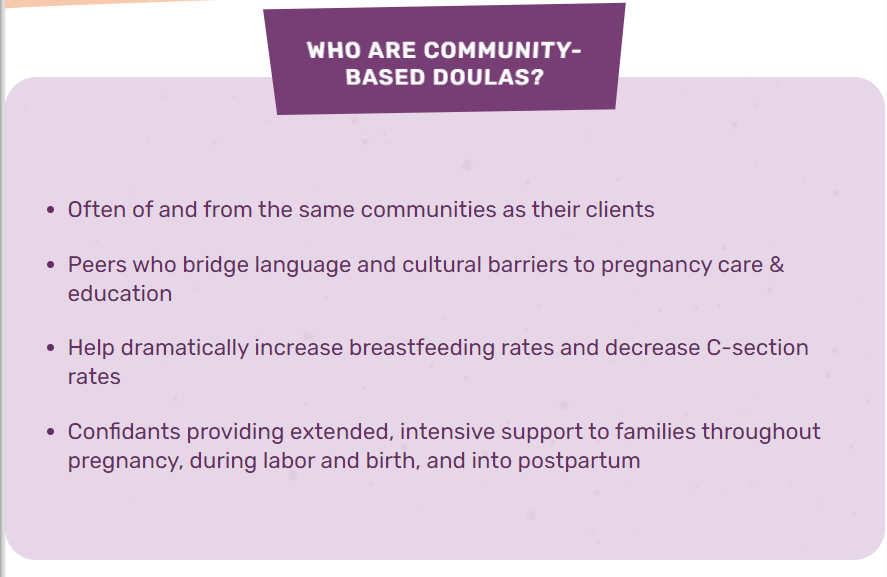 WHO ARE COMMUNITY-
BASED DOULAS?
• Often of and from the same communities as their clients
• Peers who bridge language and cultural barriers to pregnancy care &
education
• Help dramatically increase breastfeeding rates and decrease C-section
rates
• Confidants providing extended, intensive support to families throughout
pregnancy, during labor and birth, and into postpartum